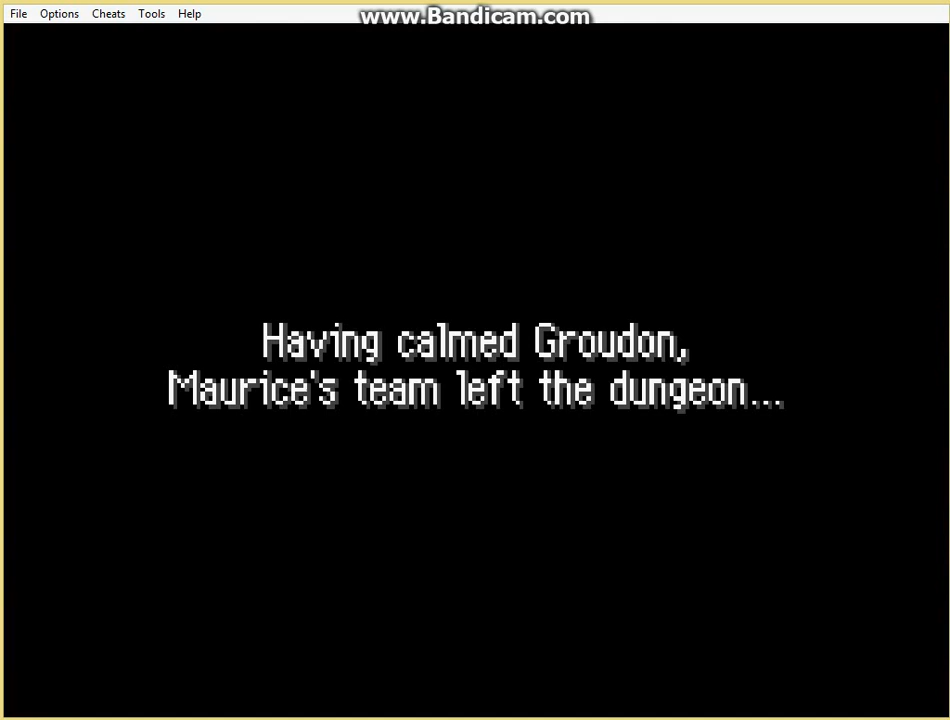 www.Bandicam.com
File Options Cheats Tools Help
Having calmed Groudon,
Maurice's team left the dungeon...